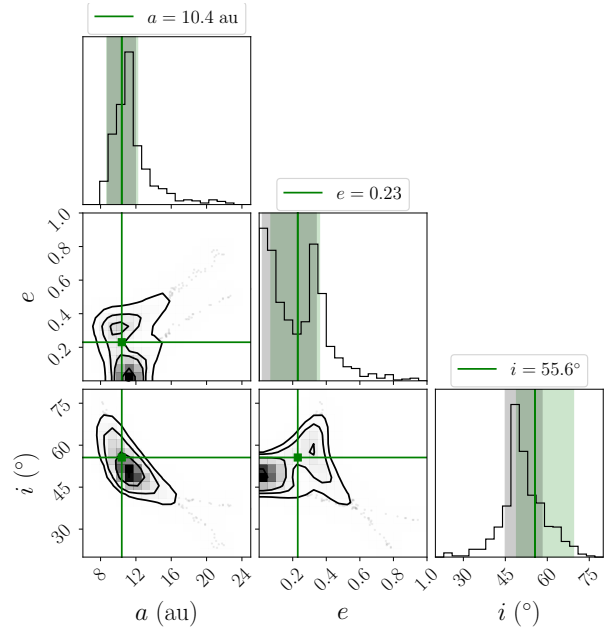 a = 10.4 au
e = 0.23
i = 55.6°
e
1.0
0.8
0.6
0.4
0.2
i (°)
75
60
45
30
8 12 16 20 24
a (au)
0.2 0.4 0.6 0.8 1.0
e
30 45 60 75
i (°)